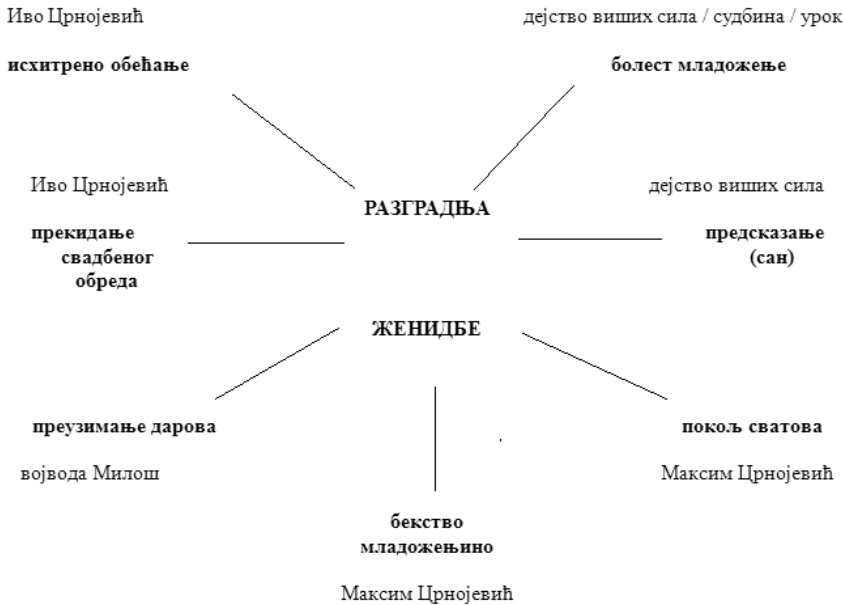 Иво Црнојевић
дејство виших сила / судбина / урок
исхитрено обећање
болест младожење
Иво Црнојевић
дејство виших сила
РАЗГРАДЊА
прекидање
свадбеног
обреда
предсказање
(сан)
ЖЕНИДБЕ
преузимање дарова
војвода Милош
покољ сватова
Максим Црнојевић
бекство
младожењино
Максим Црнојевић